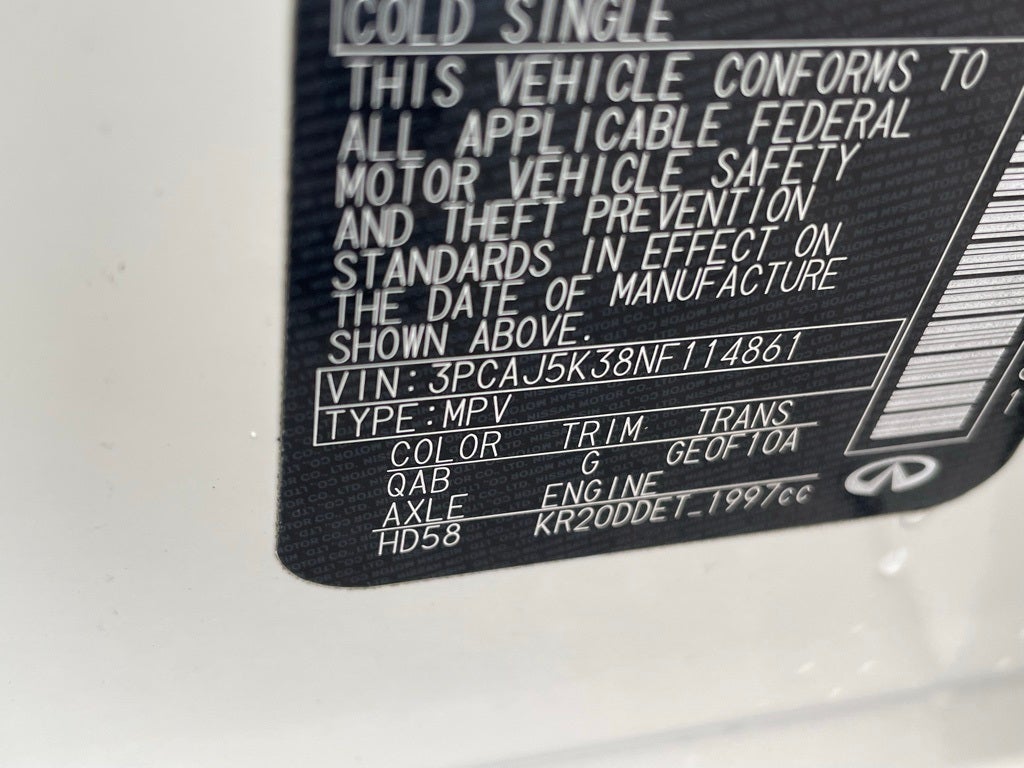 COLD SINGLE
THIS VEHICLE CONFORMS TO
ALL APPLICABLE FEDERAL
MOTOR VEHICLE SAFETY
AND THEFT PREVENTION
STANDARDS IN EFFECT ON
THE DATE OF MANUFACTURE
SHOWN ABOVE.
VIN: 3PCAJ5K38NF114861
TYPE:MPV
COLOR TRIM TRANS
QAB G GE0F10A
AXLE ENGINE
HD58 KR20DDET_1997cc